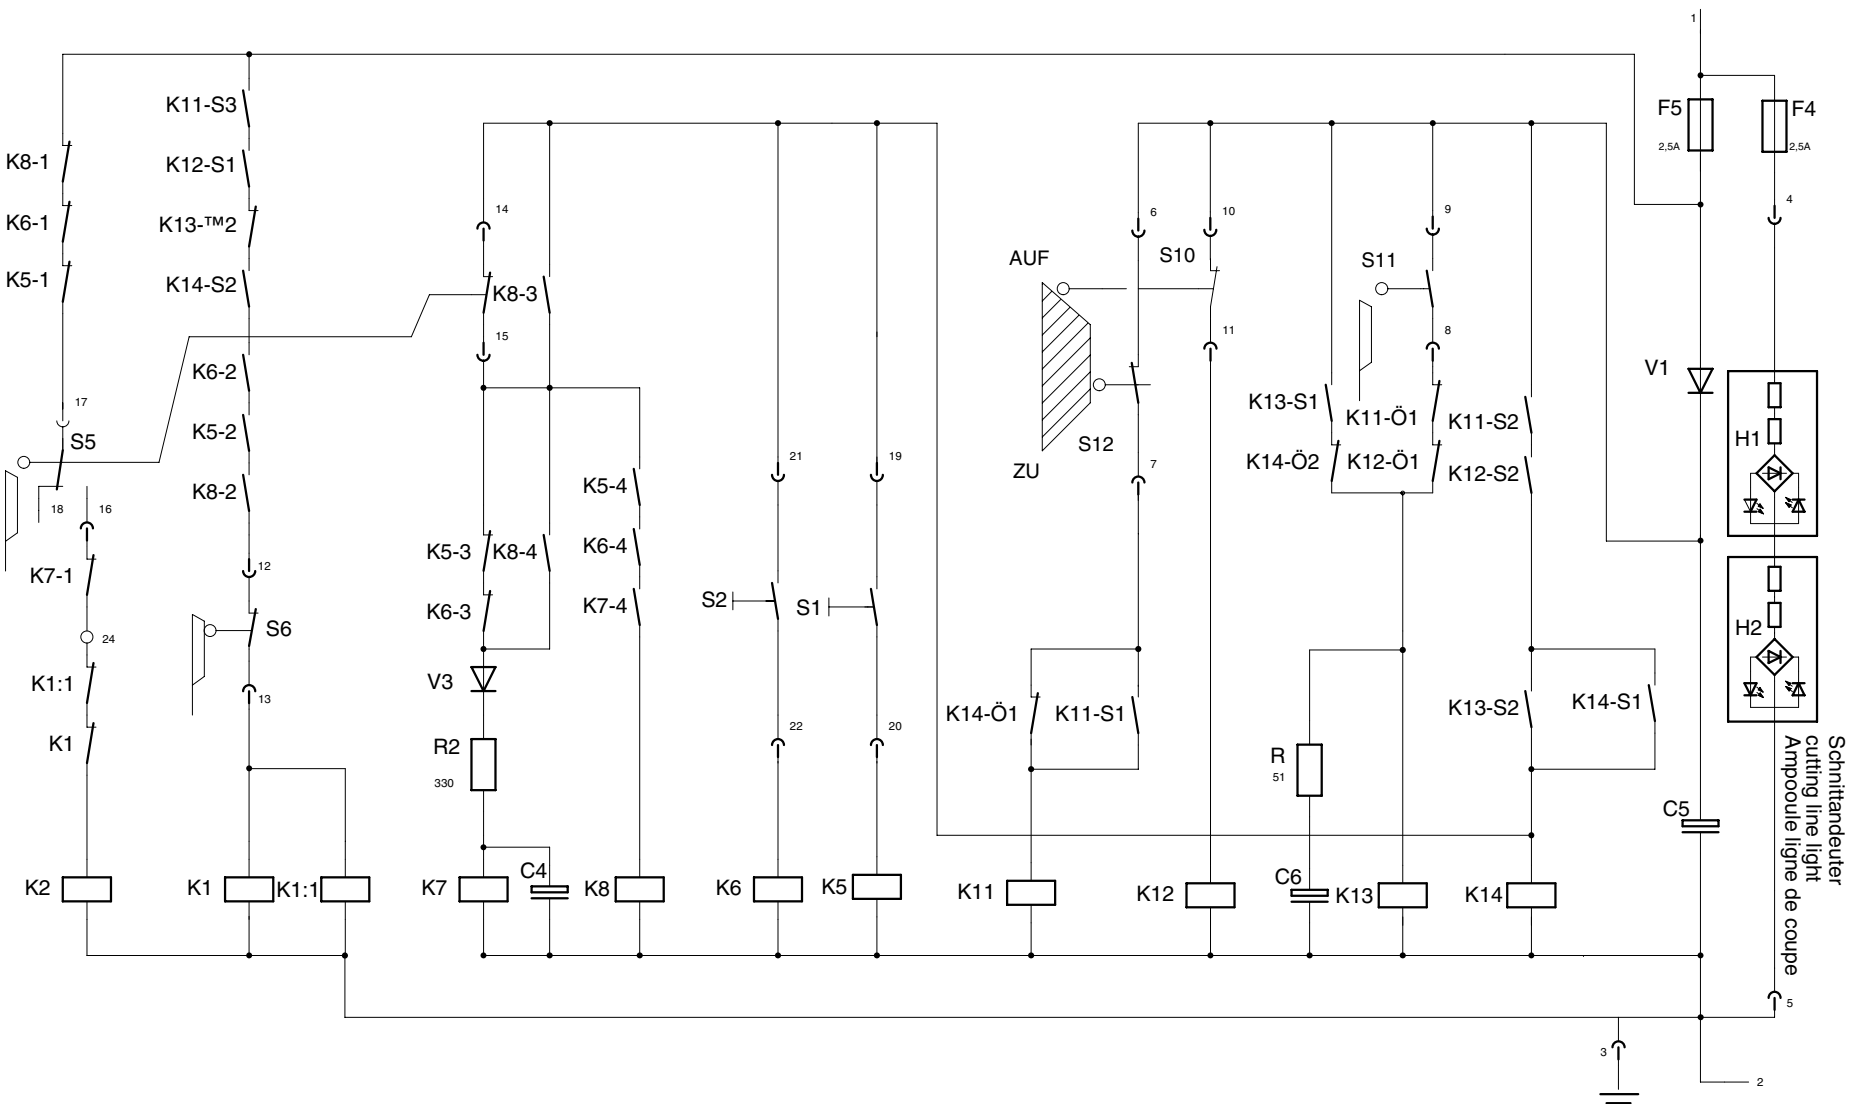 1
K11-S3
F5
F4
2,5A
2,5A
K8-1
K12-S1
K6-1
K13-™2
14
6
10
9
4
K5-1
K14-S2
K8-3
AUF
S10
S11
15
11
8
K6-2
V1
17
K5-2
K13-S1
K11-Ö1
K11-S2
S5
S12
H1
21
19
ZU
7
K14-Ö2
K12-Ö1
K12-S2
K8-2
K5-4
18
16
K5-3
K8-4
K6-4
K7-1
12
K6-3
K7-4
S2
S1
S6
H2
24
K1:1
V3
13
K14-Ö1
K11-S1
K13-S2
K14-S1
K1
22
20
R2
330
R
51
C5
Schnittandeuter
cutting line light
Ampooule ligne de coupe
K2
K1
K1:1
K7
C4
K8
K6
K5
K11
K12
C6
K13
K14
5
3
2